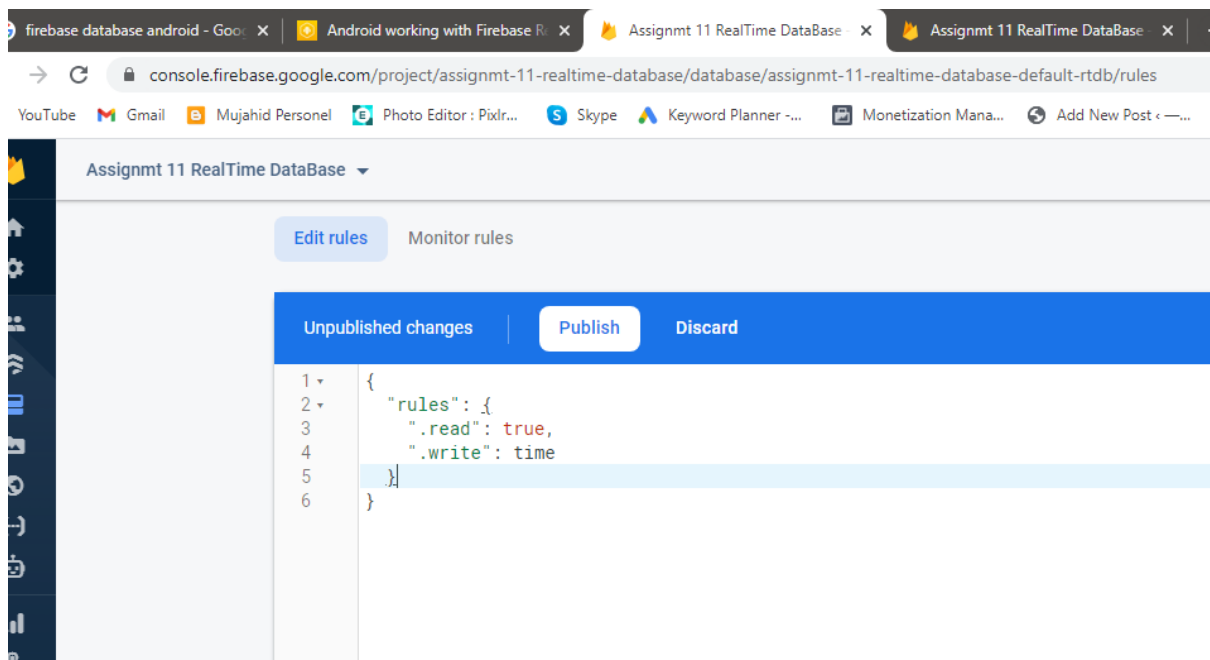 firebase database android - Goo
Android working with Firebase R
Assignmt 11 RealTime DataBase -
Assignmt 11 RealTime DataBase -
console.firebase.google.com/project/assignmt-11-realtime-database/database/assignmt-11-realtime-database-default-rtdb/rules
YouTube Gmail Mujahid Personel Photo Editor : Pixlr... Skype Keyword Planner -... Monetization Mana... Add New Post ‹ —...
Assignmt 11 RealTime DataBase
Edit rules Monitor rules
Unpublished changes Publish Discard
1 {
2 "rules": {
3 ".read": true,
4 ".write": time
5 }
6 }